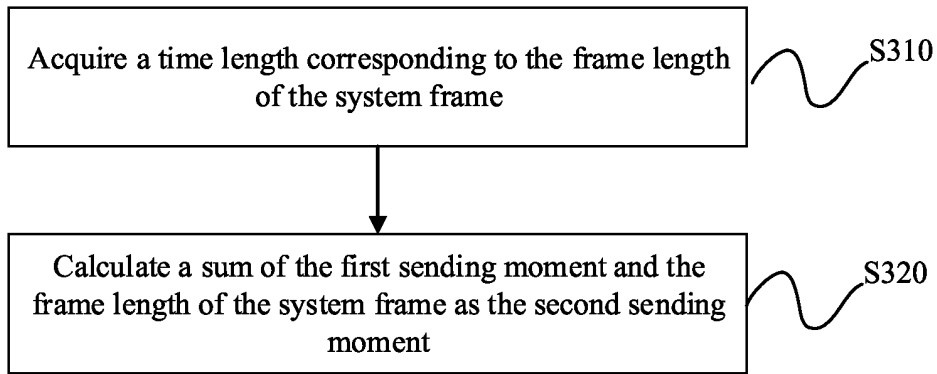 Acquire a time length corresponding to the frame length
of the system frame
S310
Calculate a sum of the first sending moment and the
frame length of the system frame as the second sending
moment
S320